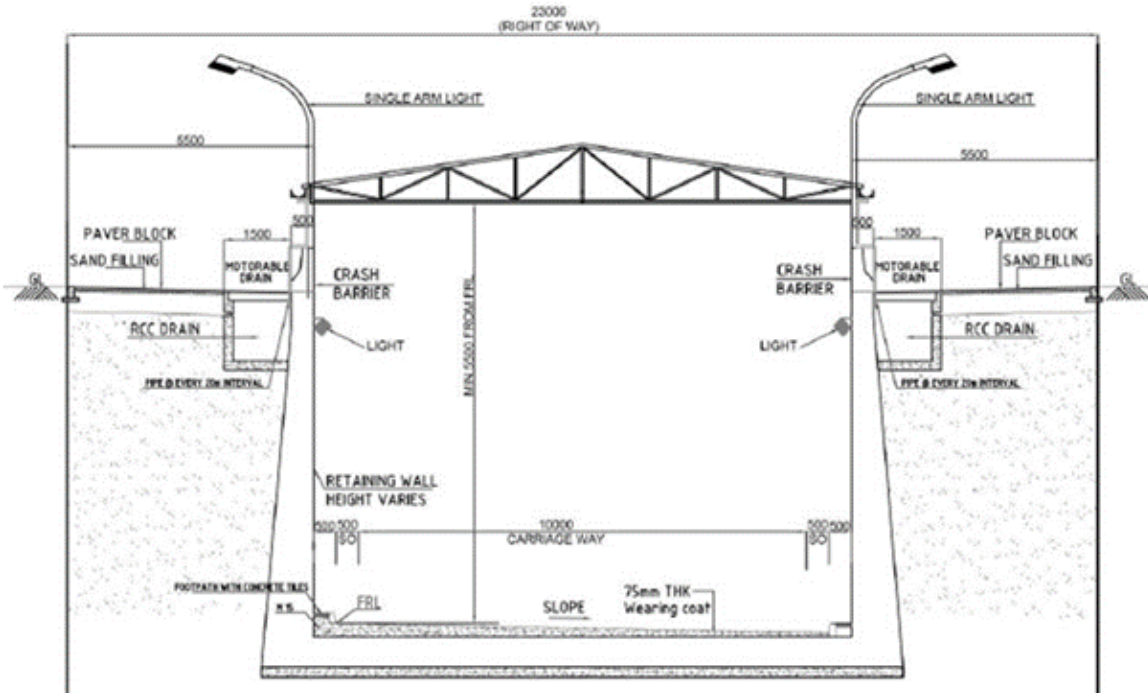 23000
(RIGHT OF WAY)
SINGLE ARM LIGHT
SINGLE ARM LIGHT
5500
5500
500
500
1500
1500
PAVER BLOCK
PAVER BLOCK
SAND FILLING
SAND FILLING
MOTORABLE
DRAIN
MOTORABLE
DRAIN
GL
GL
CRASH
BARRIER
CRASH
BARRIER
MIN 5500 FROM FRL
RCC DRAIN
RCC DRAIN
LIGHT
LIGHT
PIPE @ EVERY 20m INTERVAL
PIPE @ EVERY 20m INTERVAL
RETAINING WALL
HEIGHT VARIES
500 500 10000 500 500
SO CARRIAGE WAY SO
FOOTPATH WITH CONCRETE TILES
M 15
FRL
SLOPE
75mm THK
Wearing coat